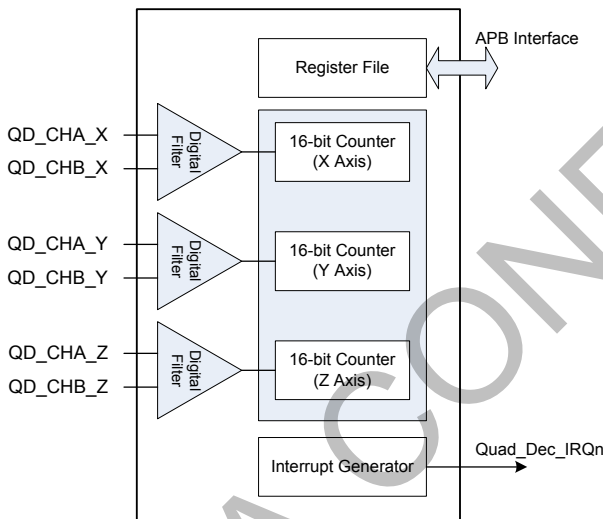 APB Interface
Register File
QD_CHA_X
QD_CHB_X
Digital
Filter
16-bit Counter
(X Axis)
QD_CHA_Y
QD_CHB_Y
Digital
Filter
16-bit Counter
(Y Axis)
QD_CHA_Z
QD_CHB_Z
Digital
Filter
16-bit Counter
(Z Axis)
Interrupt Generator
Quad_Dec_IRQn